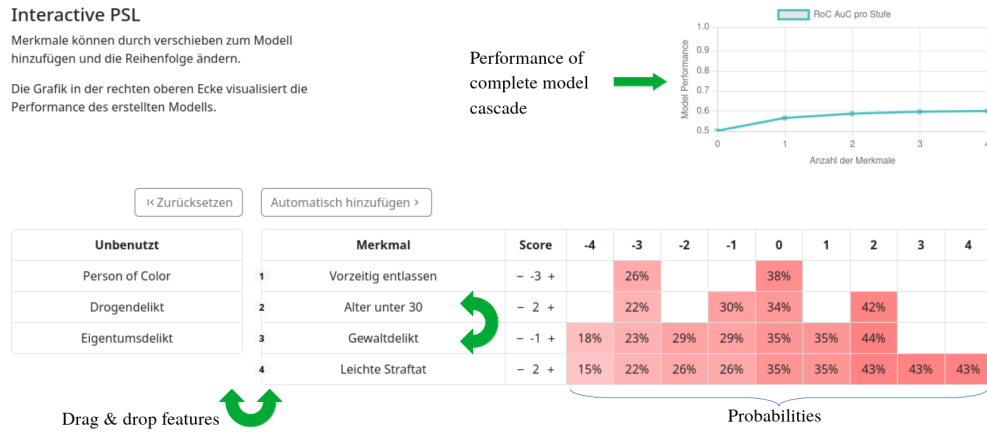 Interactive PSL
Merkmale können durch verschieben zum Modell
hinzufügen und die Reihenfolge ändern.
Die Grafik in der rechten oberen Ecke visualisiert die
Performance des erstellten Modells.
Performance of
complete model
cascade
RoC AuC pro Stufe
Model Performance
1.0
0.9
0.8
0.7
0.6
0.5
0 1 2 3 4
Anzahl der Merkmale
Zurücksetzen
Automatisch hinzufügen
Unbenutzt
Person of Color
Drogendelikt
Eigentumsdelikt
Merkmal Score -4 -3 -2 -1 0 1 2 3 4
1 Vorzeitig entlassen − -3 + 26% 38%
2 Alter unter 30 − 2 + 22% 30% 34% 42%
3 Gewaltdelikt − -1 + 18% 23% 29% 29% 35% 35% 44%
4 Leichte Straftat − 2 + 15% 22% 26% 26% 35% 35% 43% 43% 43%
Drag & drop features
Probabilities